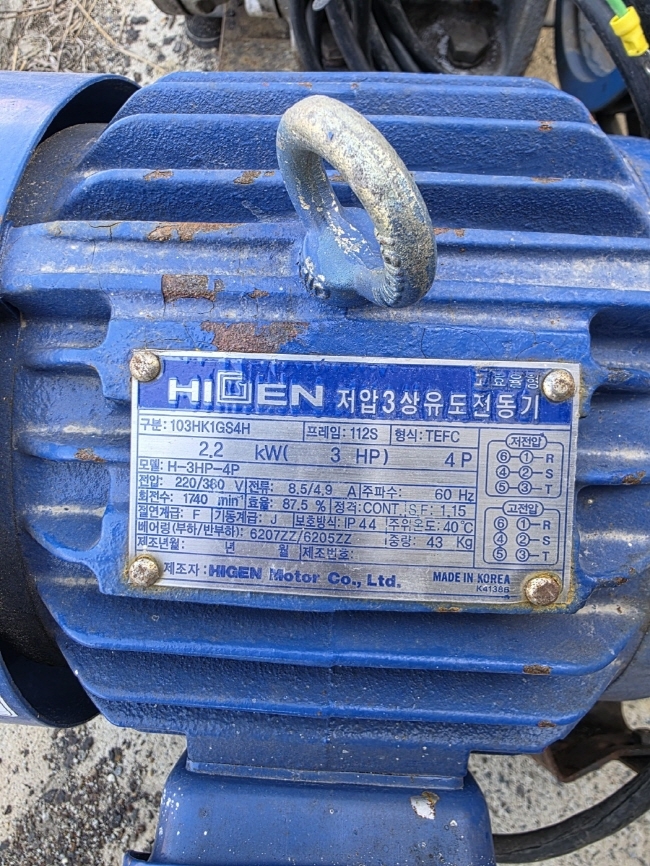 고효율형
HIGEN 저압3상유도전동기
구분: 103HK1GS4H 프레임: 112S 형식: TEFC
2.2 kW( 3 HP) 4 P
모델: H-3HP-4P
전압: 220/380 V 전류: 8.5/4.9 A 주파수: 60 Hz
회전수: 1740 min⁻¹ 효율: 87.5 % 정격: CONT. S.F: 1.15
절연계급: F 기동계급: J 보호방식: IP 44 주위온도: 40℃
베어링(부하/반부하): 6207ZZ/6205ZZ 중량: 43 Kg
제조년월: 년 월 제조번호:
제조자: HIGEN Motor Co., Ltd. MADE IN KOREA
K4138B
저전압
6 1 R
4 2 S
5 3 T
고전압
6 1 R
4 2 S
5 3 T